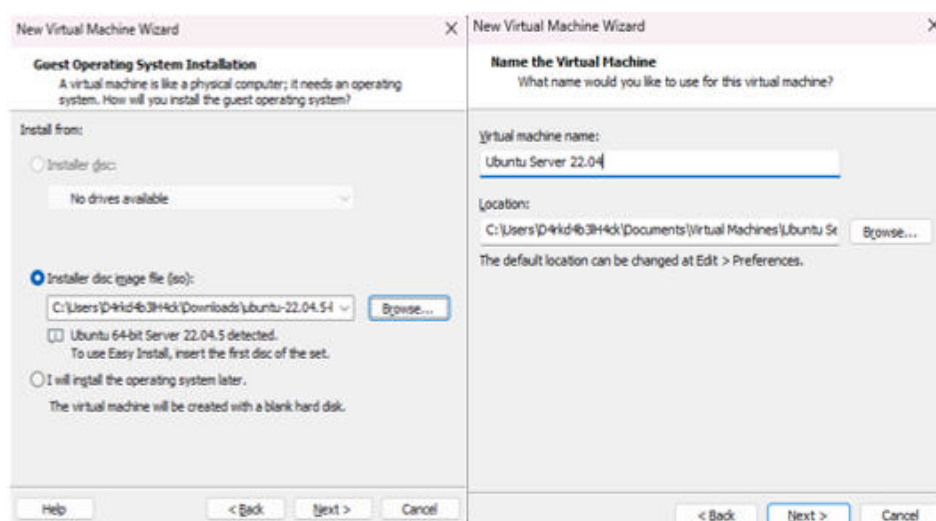 New Virtual Machine Wizard
Guest Operating System Installation
A virtual machine is like a physical computer; it needs an operating
system. How will you install the guest operating system?
Install from:
Installer disc:
No drives available
Installer disc image file (iso):
C:\Users\D4rkd4b3lH4ck\Downloads\ubuntu-22.04.5-l
Browse...
Ubuntu 64-bit Server 22.04.5 detected.
To use Easy Install, insert the first disc of the set.
I will install the operating system later.
The virtual machine will be created with a blank hard disk.
Help
< Back
Next >
Cancel
New Virtual Machine Wizard
Name the Virtual Machine
What name would you like to use for this virtual machine?
Virtual machine name:
Ubuntu Server 22.04
Location:
C:\Users\D4rkd4b3lH4ck\Documents\Virtual Machines\Ubuntu Se
Browse...
The default location can be changed at Edit > Preferences.
< Back
Next >
Cancel